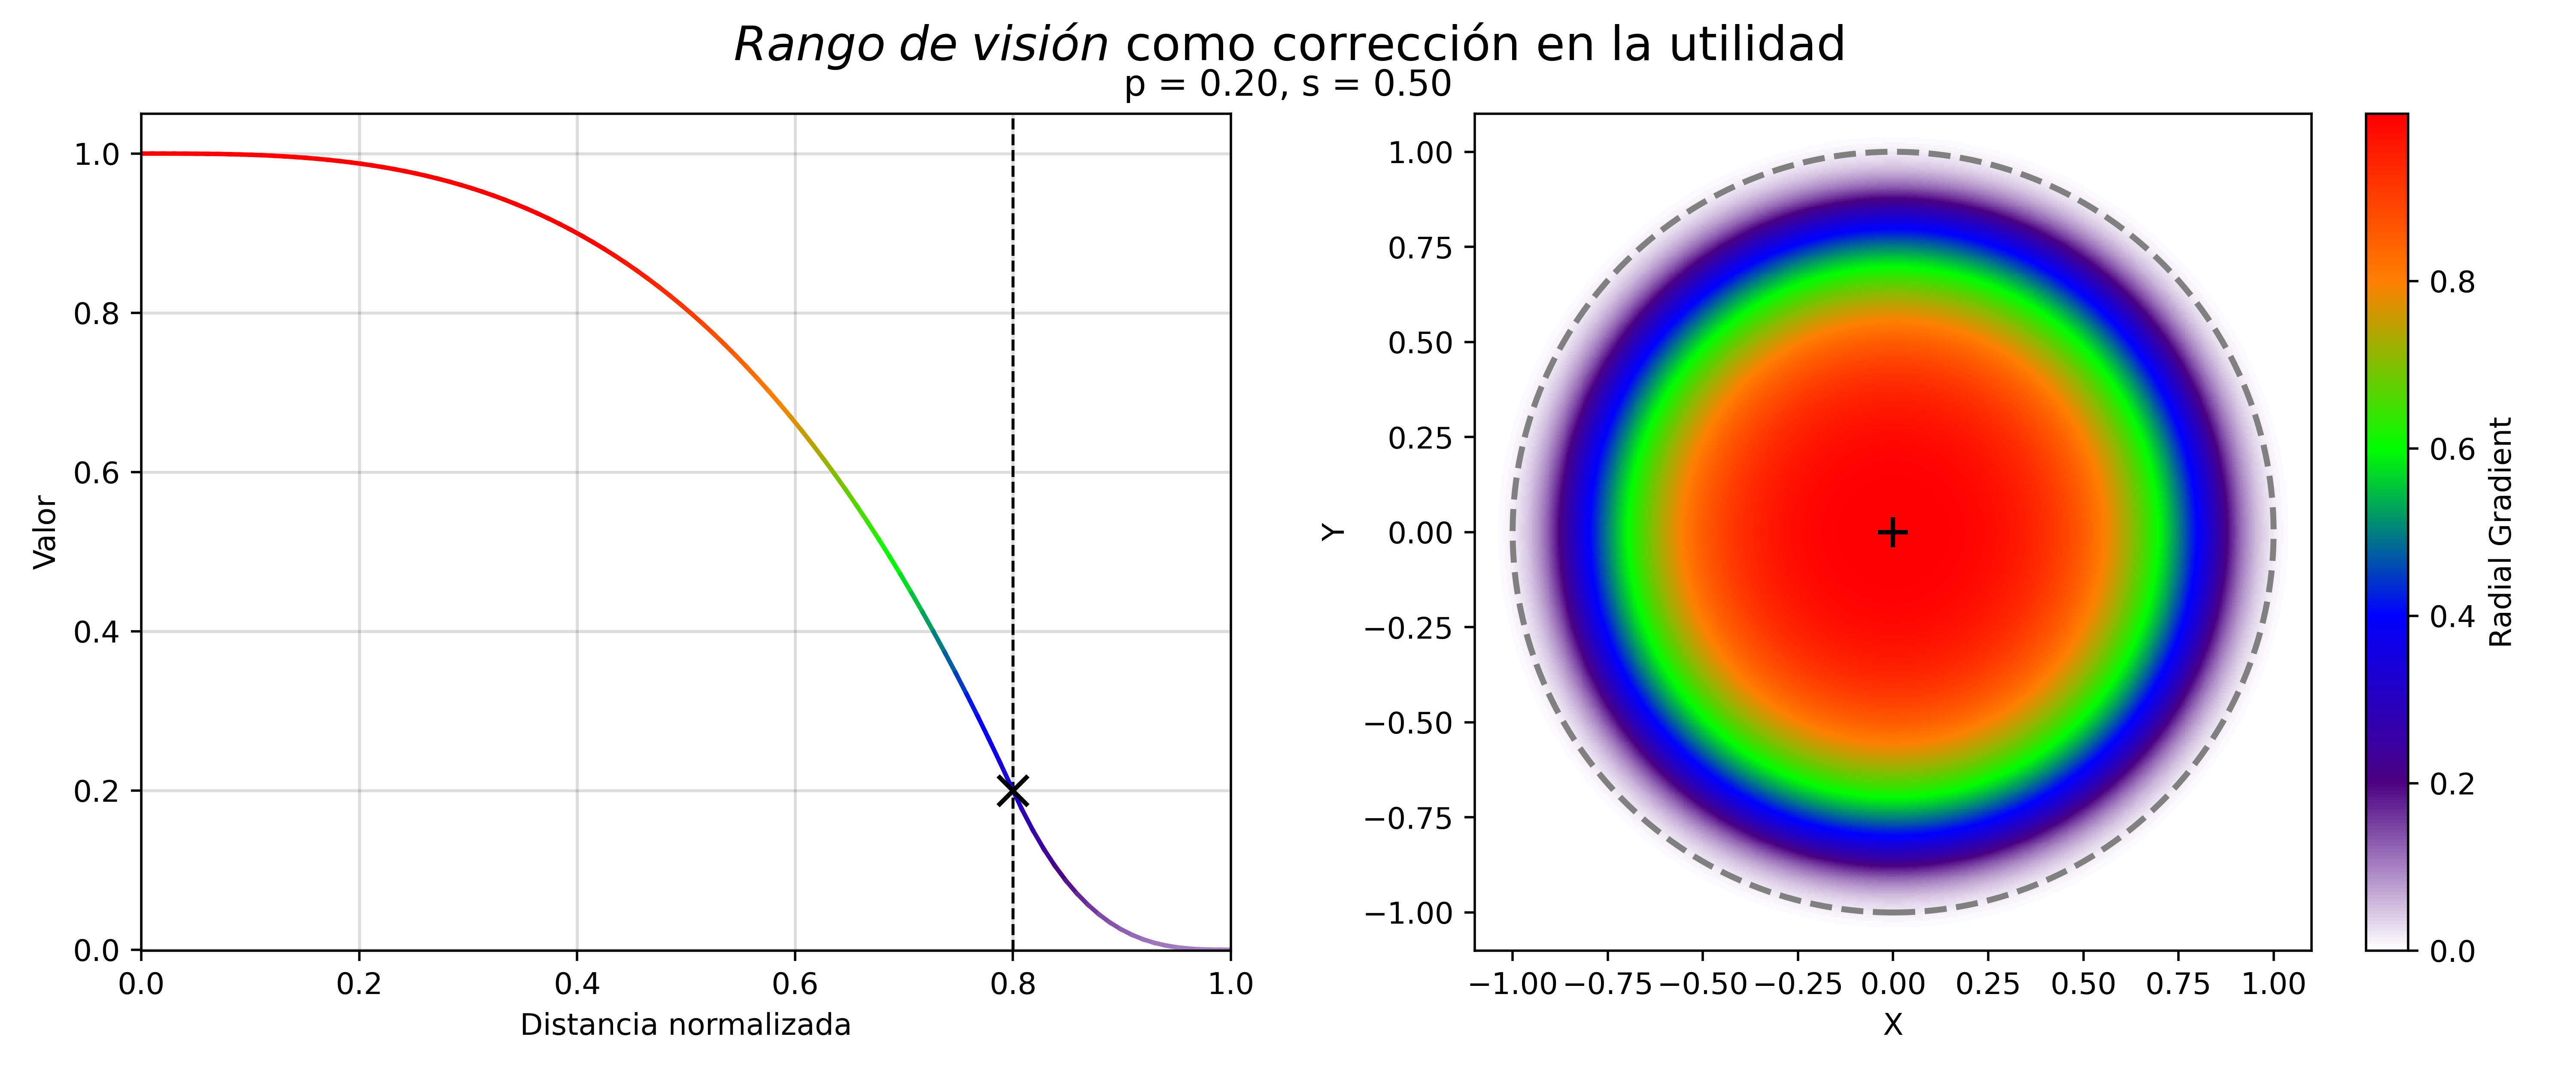 Rango de visión como corrección en la utilidad
p = 0.20, s = 0.50
1.0
0.8
0.6
0.4
0.2
0.0
Valor
0.0 0.2 0.4 0.6 0.8 1.0
Distancia normalizada
1.00
0.75
0.50
0.25
0.00
−0.25
−0.50
−0.75
−1.00
Y
−1.00 −0.75 −0.50 −0.25 0.00 0.25 0.50 0.75 1.00
X
0.8
0.6
0.4
0.2
0.0
Radial Gradient